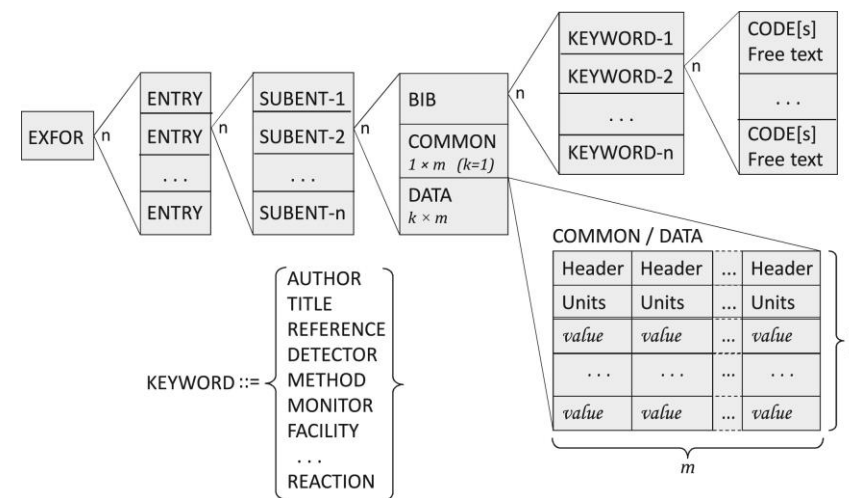 EXFOR
n
ENTRY
ENTRY
. . .
ENTRY
n
SUBENT-1
SUBENT-2
. . .
SUBENT-n
n
BIB
COMMON
1 × m (k=1)
DATA
k × m
n
KEYWORD-1
KEYWORD-2
. . .
KEYWORD-n
n
CODE[s]
Free text
. . .
CODE[s]
Free text
COMMON / DATA
Header Header ... Header
Units Units ... Units
value value ... value
. . . . . . ... . . .
value value ... value
m
KEYWORD ::=
AUTHOR
TITLE
REFERENCE
DETECTOR
METHOD
MONITOR
FACILITY
. . .
REACTION